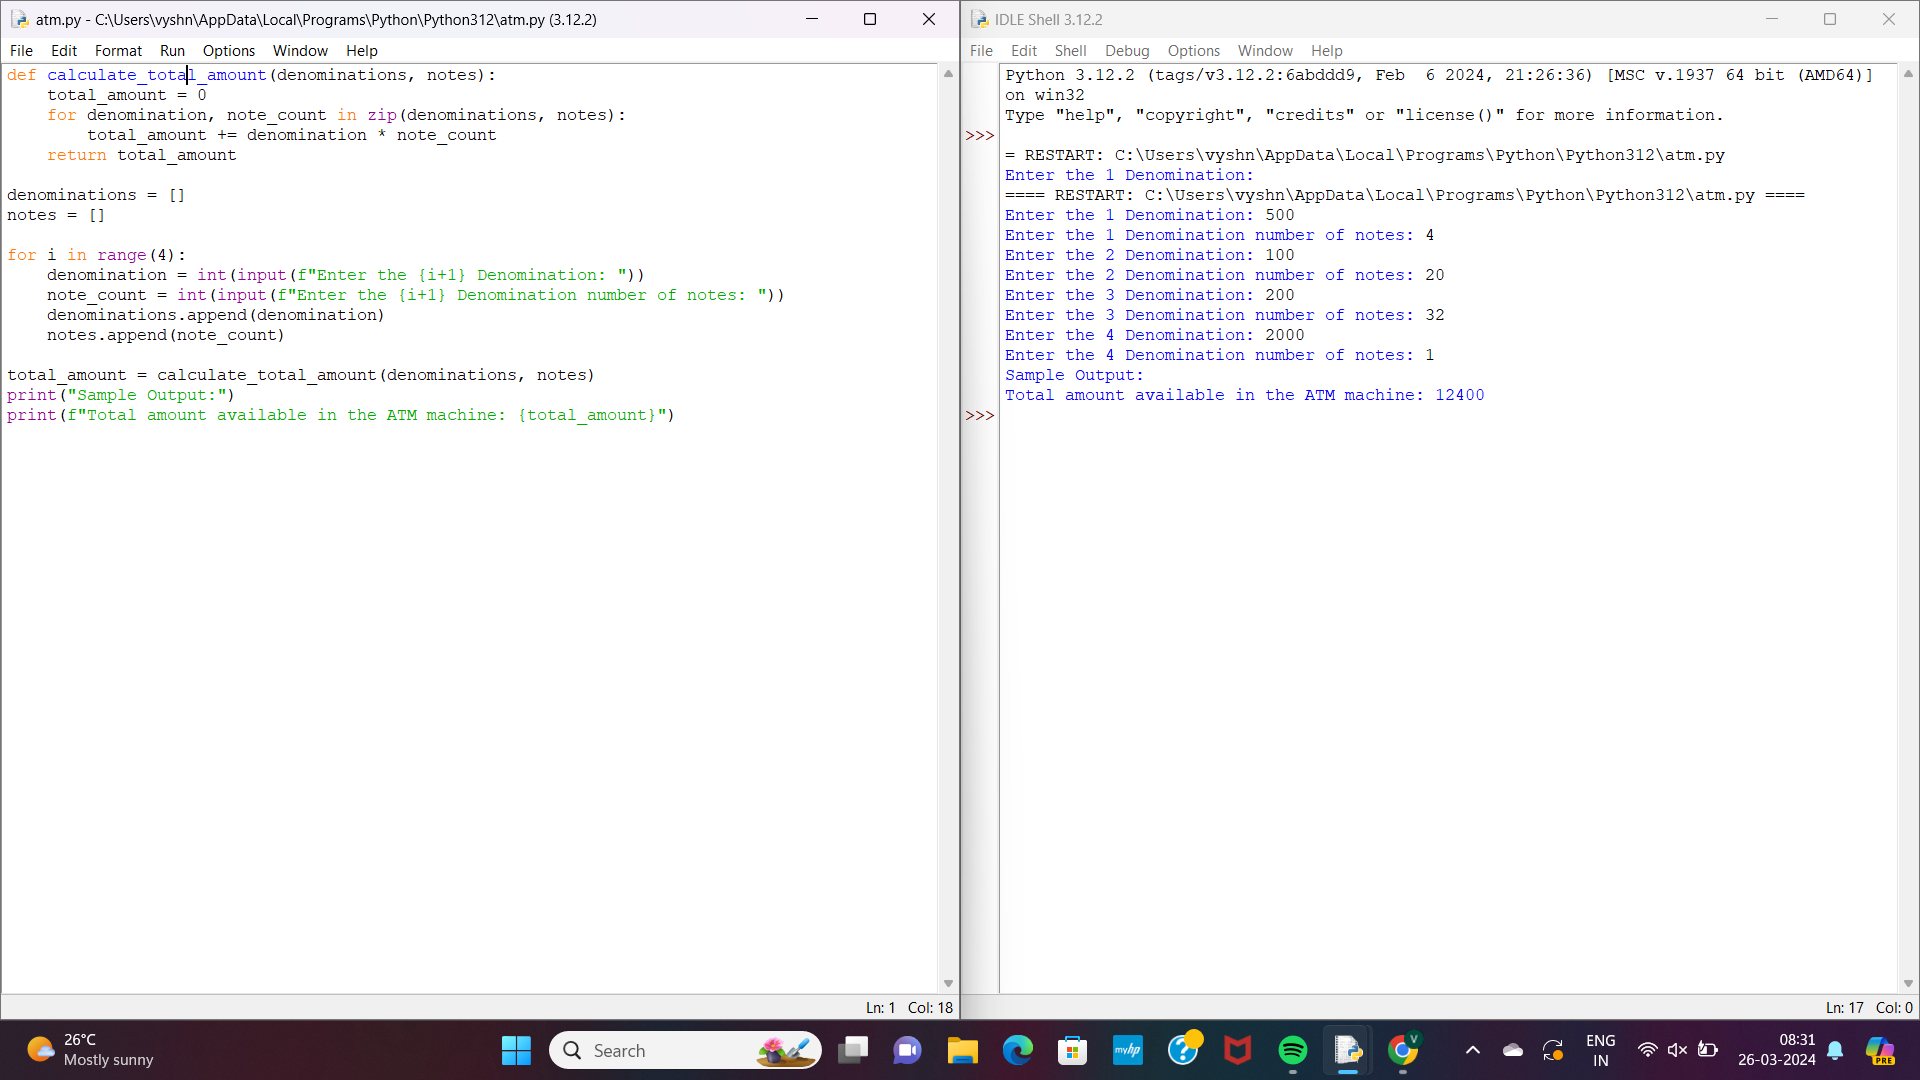 atm.py - C:\Users\vyshn\AppData\Local\Programs\Python\Python312\atm.py (3.12.2)
File Edit Format Run Options Window Help
def calculate_total_amount(denominations, notes):
    total_amount = 0
    for denomination, note_count in zip(denominations, notes):
        total_amount += denomination * note_count
    return total_amount
denominations = []
notes = []
for i in range(4):
    denomination = int(input(f"Enter the {i+1} Denomination: "))
    note_count = int(input(f"Enter the {i+1} Denomination number of notes: "))
    denominations.append(denomination)
    notes.append(note_count)
total_amount = calculate_total_amount(denominations, notes)
print("Sample Output:")
print(f"Total amount available in the ATM machine: {total_amount}")
Ln: 1 Col: 18
IDLE Shell 3.12.2
File Edit Shell Debug Options Window Help
Python 3.12.2 (tags/v3.12.2:6abddd9, Feb  6 2024, 21:26:36) [MSC v.1937 64 bit (AMD64)]
on win32
Type "help", "copyright", "credits" or "license()" for more information.
>>>
= RESTART: C:\Users\vyshn\AppData\Local\Programs\Python\Python312\atm.py
Enter the 1 Denomination:
==== RESTART: C:\Users\vyshn\AppData\Local\Programs\Python\Python312\atm.py ====
Enter the 1 Denomination: 500
Enter the 1 Denomination number of notes: 4
Enter the 2 Denomination: 100
Enter the 2 Denomination number of notes: 20
Enter the 3 Denomination: 200
Enter the 3 Denomination number of notes: 32
Enter the 4 Denomination: 2000
Enter the 4 Denomination number of notes: 1
Sample Output:
Total amount available in the ATM machine: 12400
>>>
Ln: 17 Col: 0
26°C
Mostly sunny
Search
myhp
?
V
ENG
IN
08:31
26-03-2024
PRE